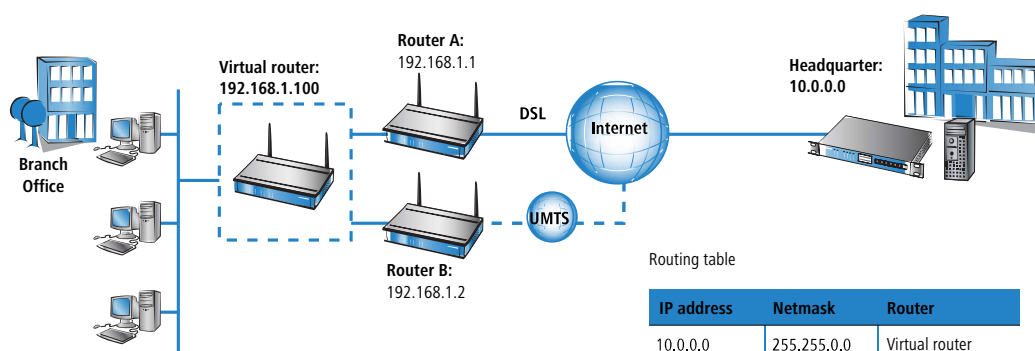 Router A:
192.168.1.1
Virtual router:
192.168.1.100
Headquarter:
10.0.0.0
DSL
Internet
Branch
Office
UMTS
Router B:
192.168.1.2
Routing table
IP address Netmask Router
10.0.0.0 255.255.0.0 Virtual router